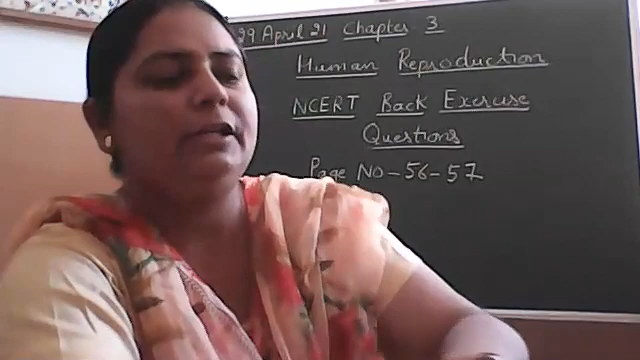 29 April 21 Chapter 3
Human Reproduction
NCERT Back Exercise
Questions
Page No - 56 - 57